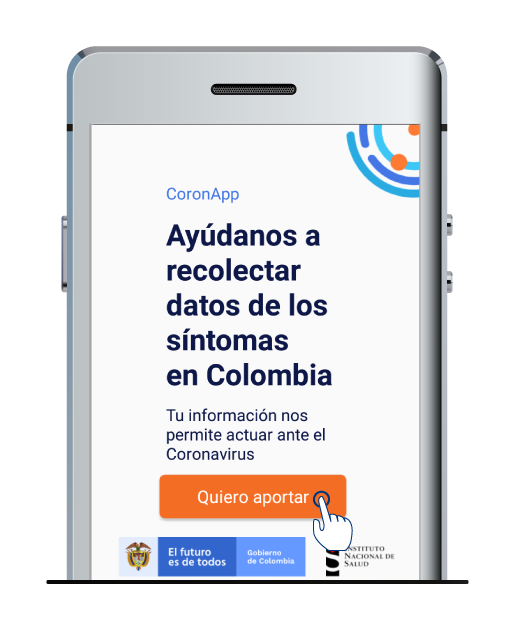 CoronApp
Ayúdanos a
recolectar
datos de los
síntomas
en Colombia
Tu información nos
permite actuar ante el
Coronavirus
Quiero aportar
El futuro
es de todos
Gobierno
de Colombia
NSTITUTO
NACIONAL DE
SALUD